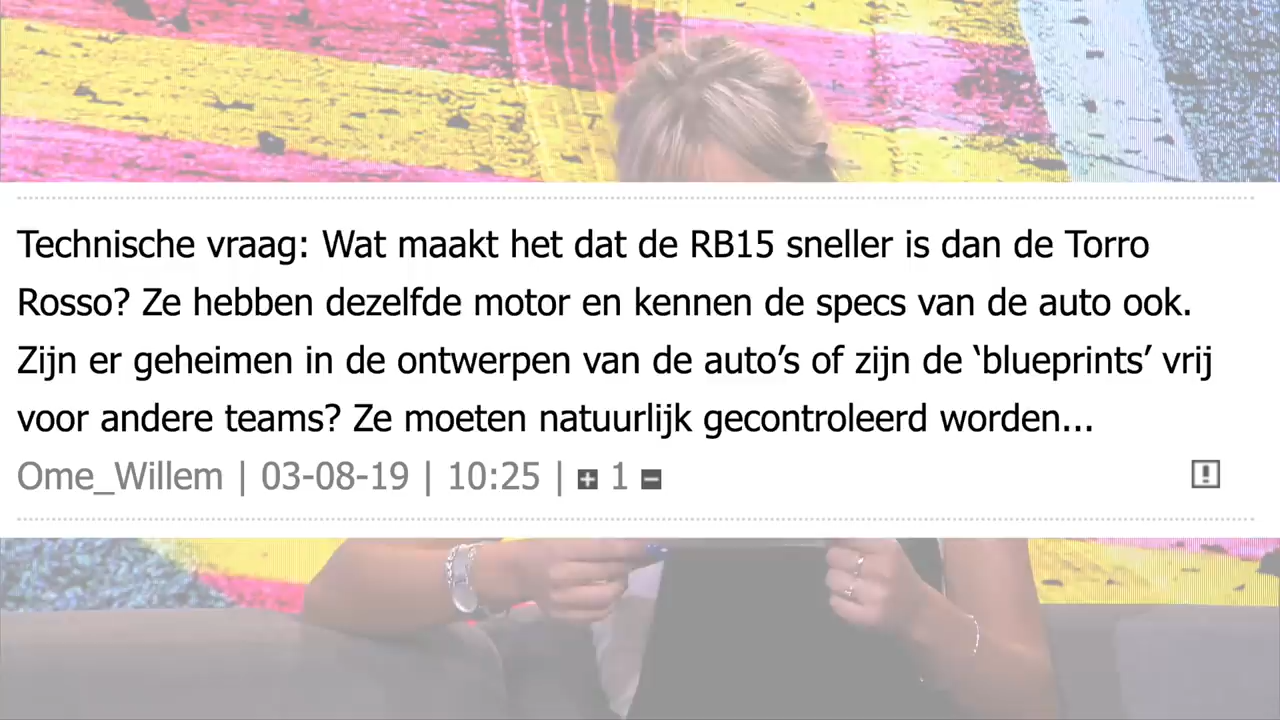 Technische vraag: Wat maakt het dat de RB15 sneller is dan de Torro
Rosso? Ze hebben dezelfde motor en kennen de specs van de auto ook.
Zijn er geheimen in de ontwerpen van de auto’s of zijn de ‘blueprints’ vrij
voor andere teams? Ze moeten natuurlijk gecontroleerd worden...
Ome_Willem | 03-08-19 | 10:25 | + 1 −
!